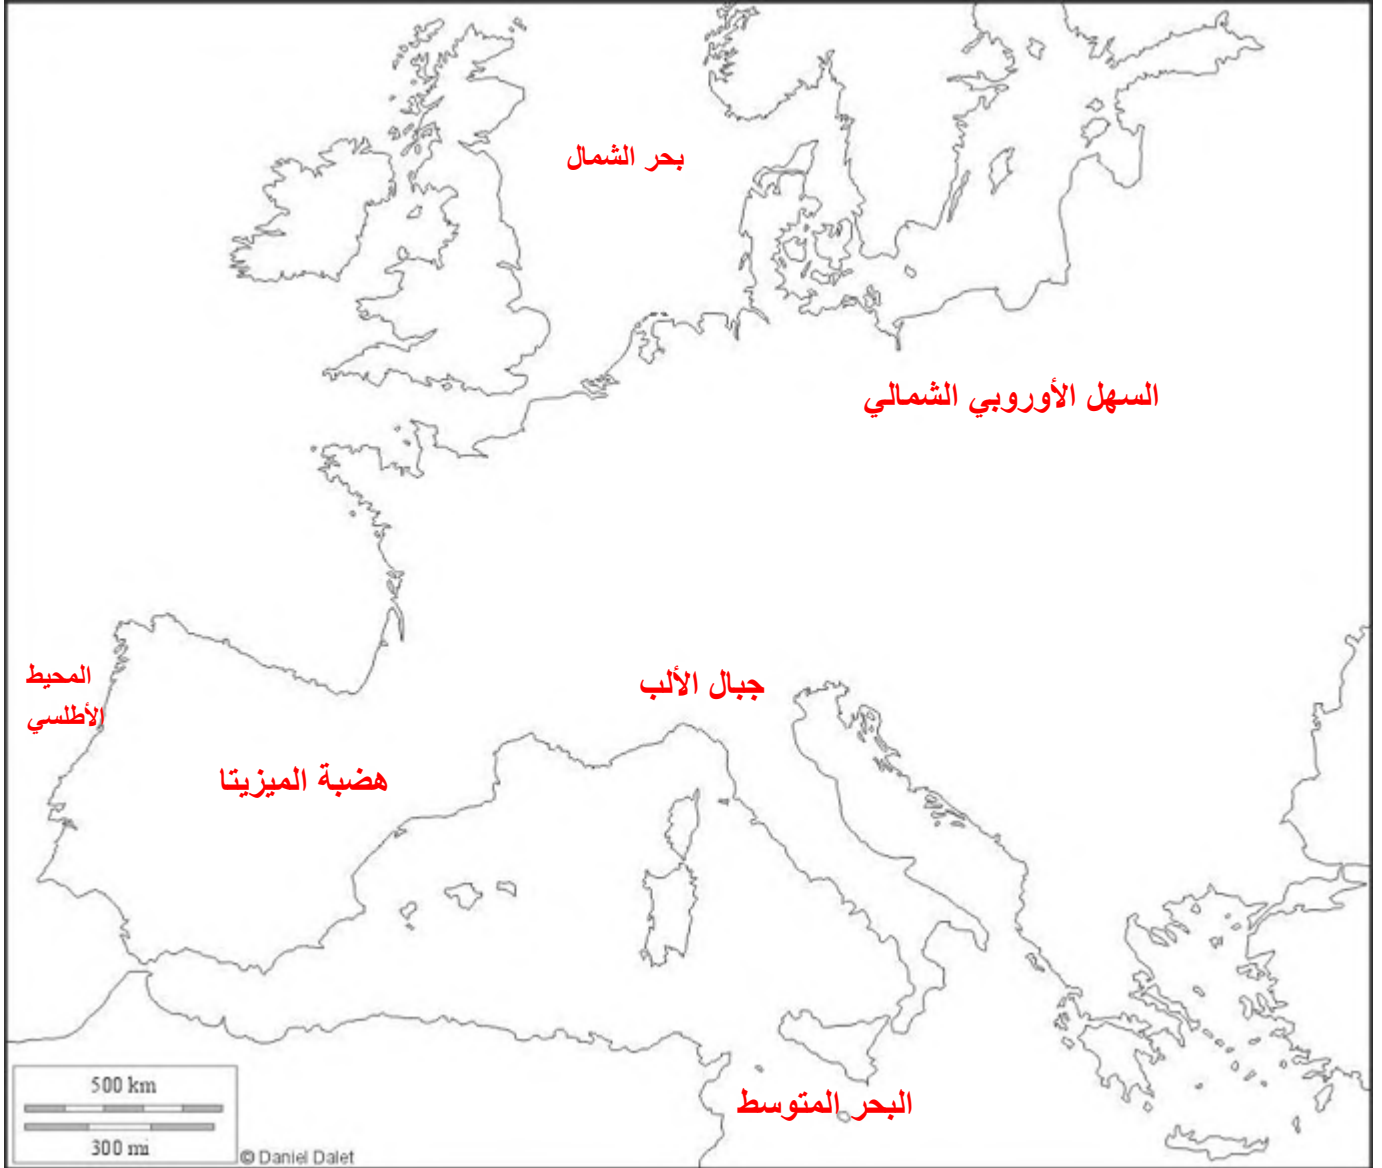 بحر الشمال
السهل الأوروبي الشمالي
المحيط
الأطلسي
جبال الألب
هضبة الميزيتا
البحر المتوسط
500 km
300 mi
© Daniel Dalet